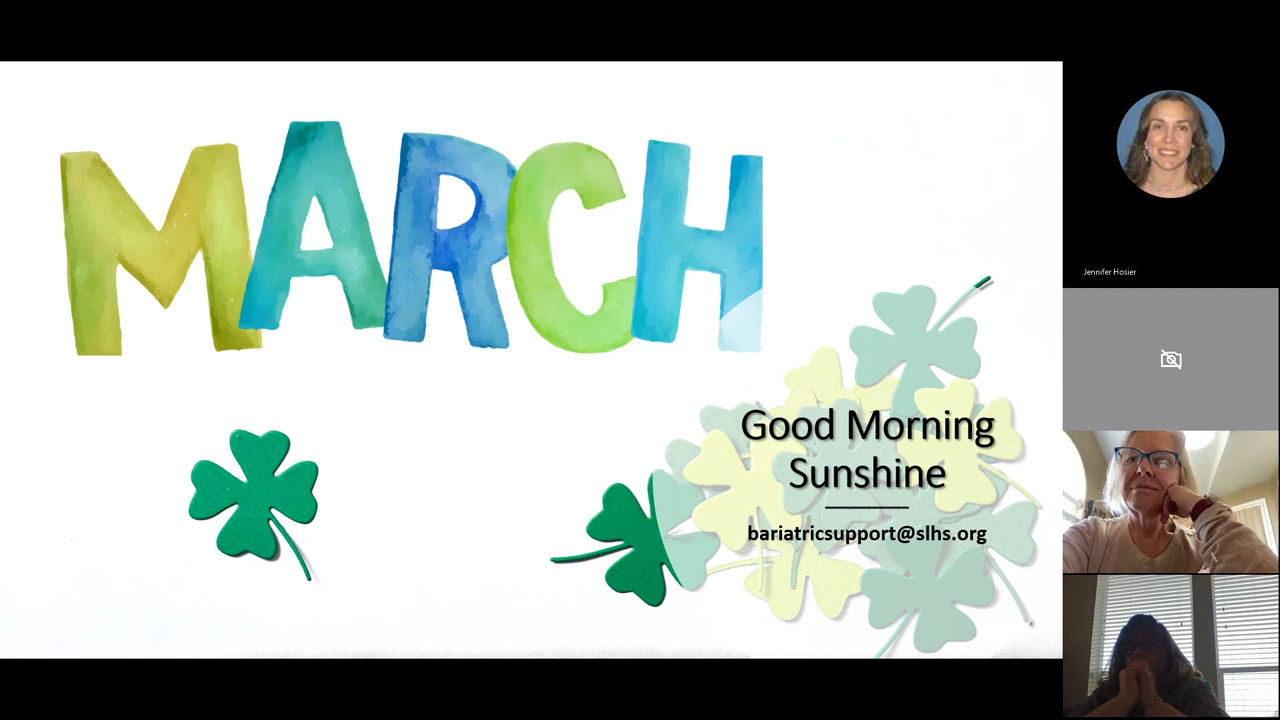 MARCH
Good Morning
Sunshine
bariatricsupport@slhs.org
Jennifer Hosier